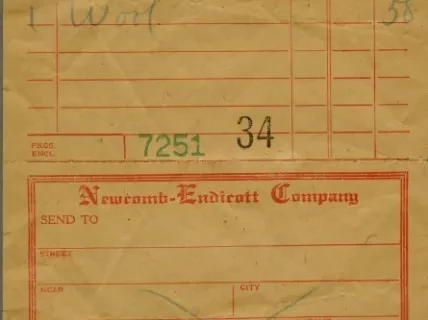 1 Wool 58
PKGS. 7251 34
ENCL.
Newcomb-Endicott Company
SEND TO
STREET
NEAR CITY